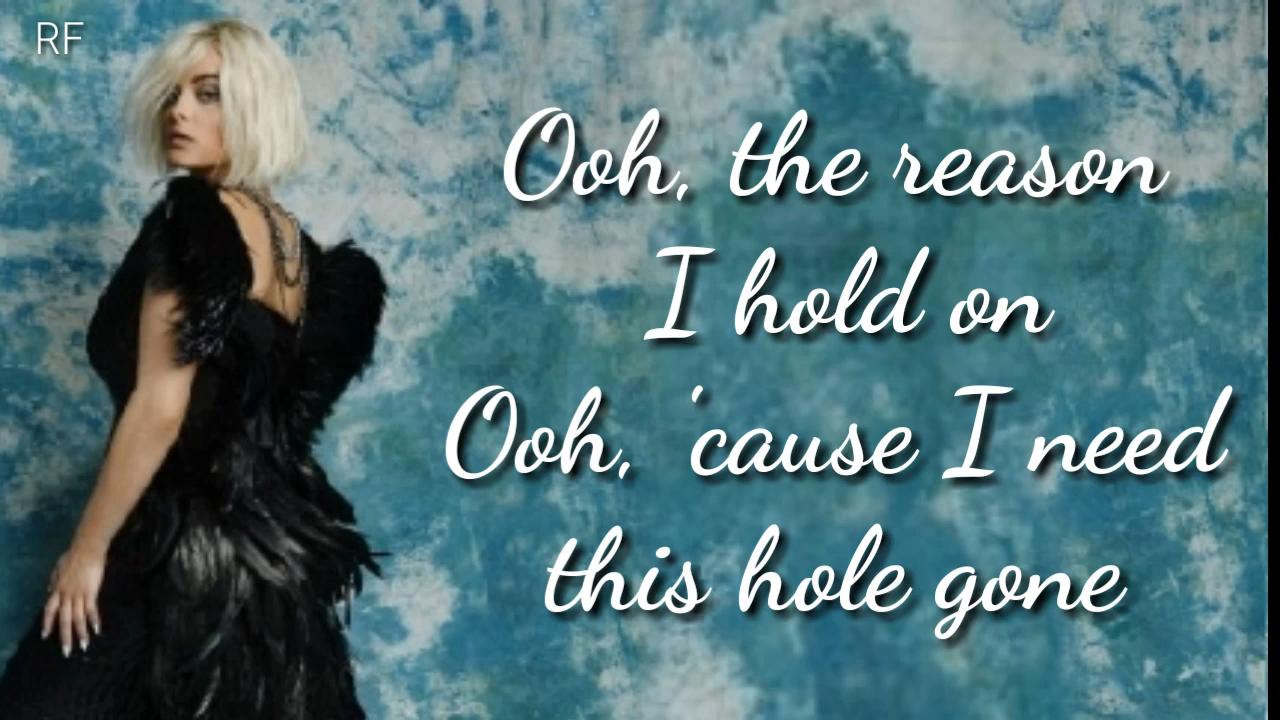 RF
Ooh, the reason
I hold on
Ooh, 'cause I need
this hole gone